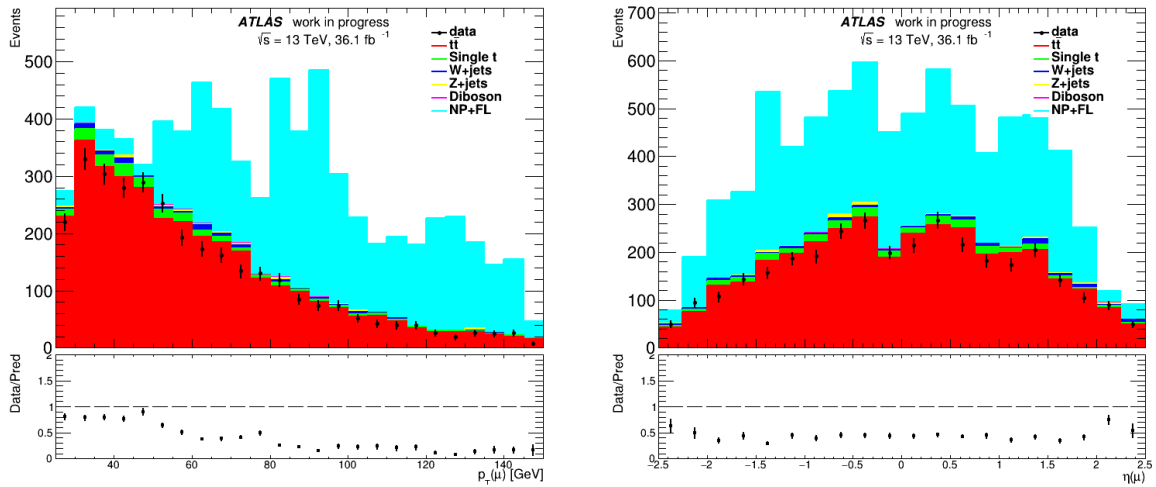 Events
ATLAS work in progress
√s = 13 TeV, 36.1 fb⁻¹
data
tt
Single t
W+jets
Z+jets
Diboson
NP+FL
500
400
300
200
100
0
Data/Pred
2
1.5
1
0.5
0
40 60 80 100 120 140
p_T(μ) [GeV]
Events
ATLAS work in progress
√s = 13 TeV, 36.1 fb⁻¹
data
tt
Single t
W+jets
Z+jets
Diboson
NP+FL
700
600
500
400
300
200
100
0
Data/Pred
2
1.5
1
0.5
0
−2.5 −2 −1.5 −1 −0.5 0 0.5 1 1.5 2 2.5
η(μ)